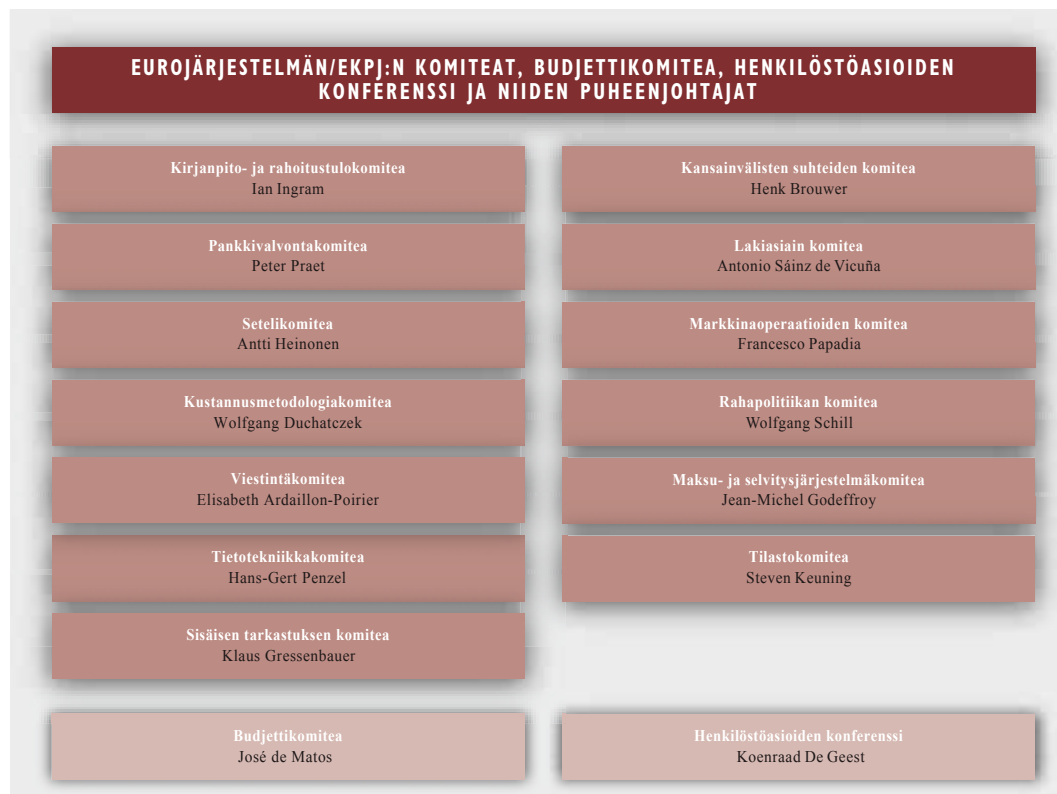 EUROJÄRJESTELMÄN/EKPJ:N KOMITEAT, BUDJETTIKOMITEA, HENKILÖSTÖASIOIDEN
KONFERENSSI JA NIIDEN PUHEENJOHTAJAT
Kirjanpito- ja rahoitustulokomitea
Ian Ingram
Pankkivalvontakomitea
Peter Praet
Setelikomitea
Antti Heinonen
Kustannusmetodologiakomitea
Wolfgang Duchatczek
Viestintäkomitea
Elisabeth Ardaillon-Poirier
Tietotekniikkakomitea
Hans-Gert Penzel
Sisäisen tarkastuksen komitea
Klaus Gressenbauer
Kansainvälisten suhteiden komitea
Henk Brouwer
Lakiasiain komitea
Antonio Sáinz de Vicuña
Markkinaoperaatioiden komitea
Francesco Papadia
Rahapolitiikan komitea
Wolfgang Schill
Maksu- ja selvitysjärjestelmäkomitea
Jean-Michel Godeffroy
Tilastokomitea
Steven Keuning
Budjettikomitea
José de Matos
Henkilöstöasioiden konferenssi
Koenraad De Geest